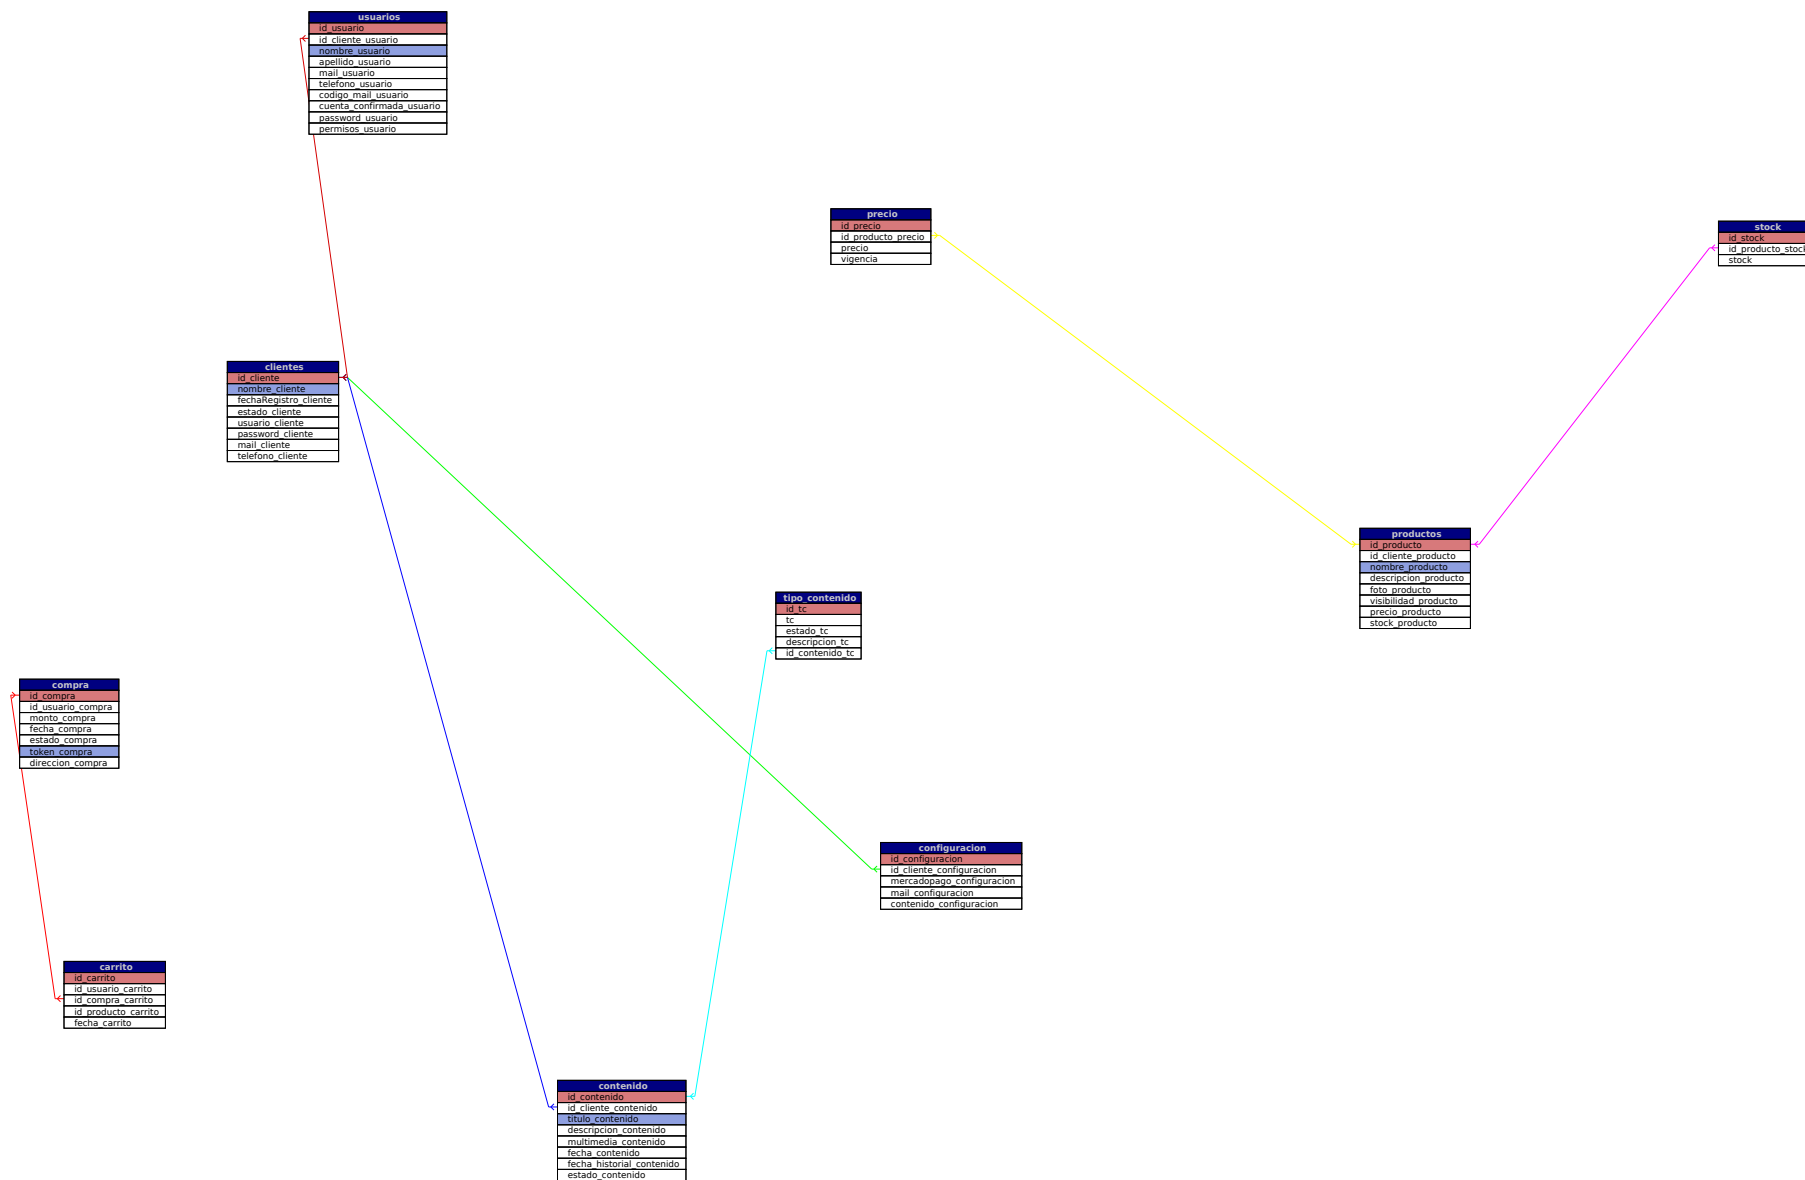 usuarios
id_usuario
id_cliente_usuario
nombre_usuario
apellido_usuario
mail_usuario
telefono_usuario
codigo_mail_usuario
cuenta_confirmada_usuario
password_usuario
permisos_usuario
precio
id_precio
id_producto_precio
precio
vigencia
stock
id_stock
id_producto_stock
stock
clientes
id_cliente
nombre_cliente
fechaRegistro_cliente
estado_cliente
usuario_cliente
password_cliente
mail_cliente
telefono_cliente
productos
id_producto
id_cliente_producto
nombre_producto
descripcion_producto
foto_producto
visibilidad_producto
precio_producto
stock_producto
tipo_contenido
id_tc
tc
estado_tc
descripcion_tc
id_contenido_tc
compra
id_compra
id_usuario_compra
monto_compra
fecha_compra
estado_compra
token_compra
direccion_compra
configuracion
id_configuracion
id_cliente_configuracion
mercadopago_configuracion
mail_configuracion
contenido_configuracion
carrito
id_carrito
id_usuario_carrito
id_compra_carrito
id_producto_carrito
fecha_carrito
contenido
id_contenido
id_cliente_contenido
titulo_contenido
descripcion_contenido
multimedia_contenido
fecha_contenido
fecha_historial_contenido
estado_contenido